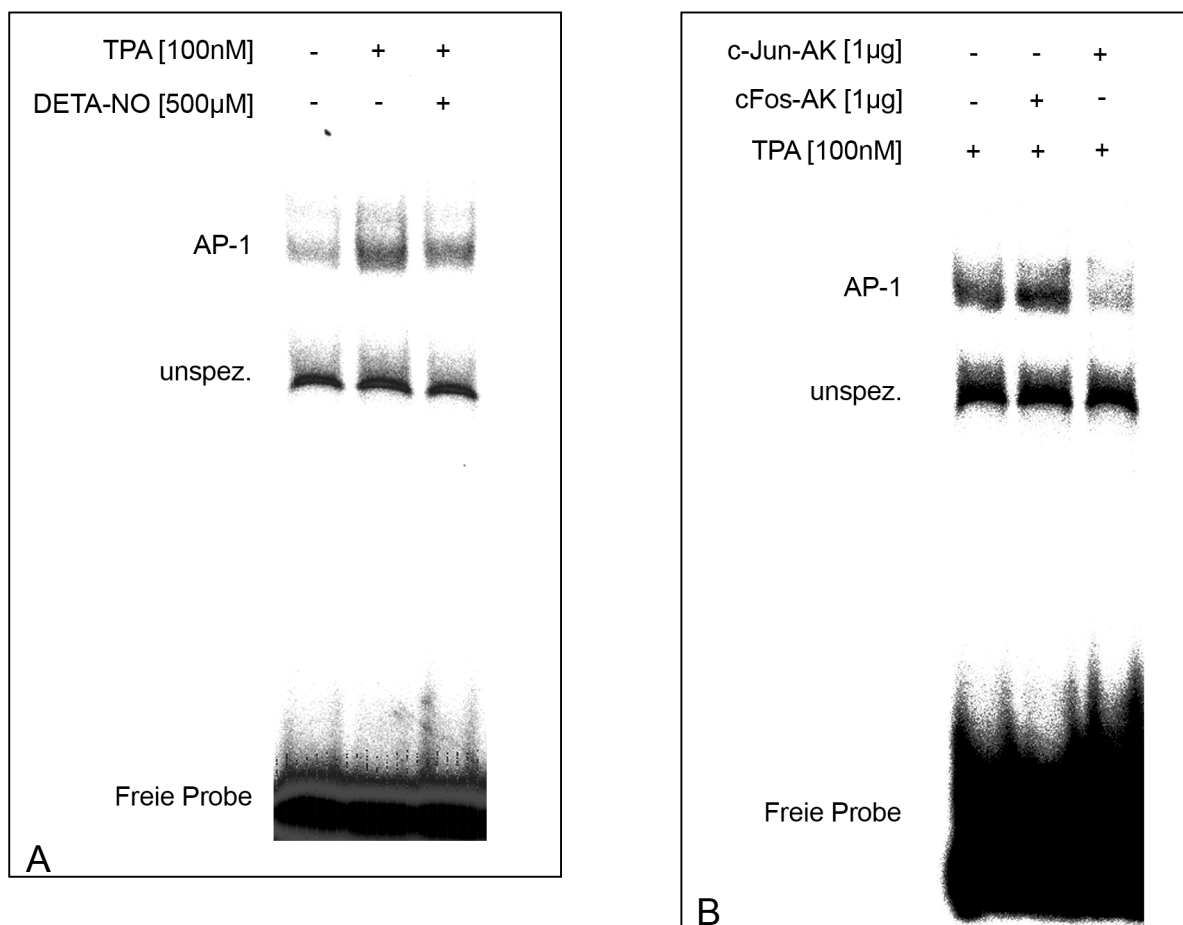 TPA [100nM] - + +
DETA-NO [500µM] - - +
AP-1
unspez.
Freie Probe
A
c-Jun-AK [1µg] - - +
cFos-AK [1µg] - + -
TPA [100nM] + + +
AP-1
unspez.
Freie Probe
B